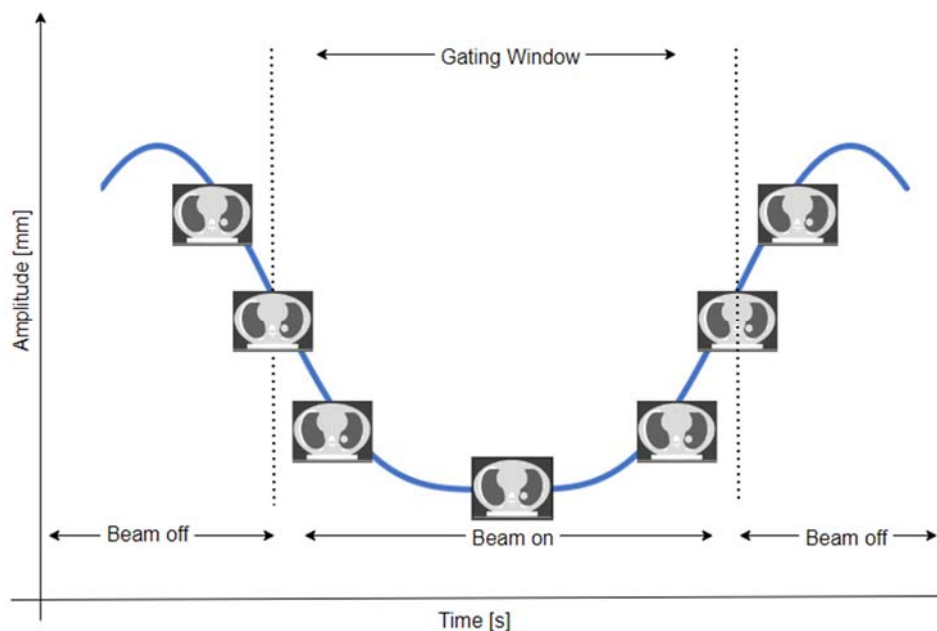 Gating Window
Amplitude [mm]
Beam off
Beam on
Beam off
Time [s]